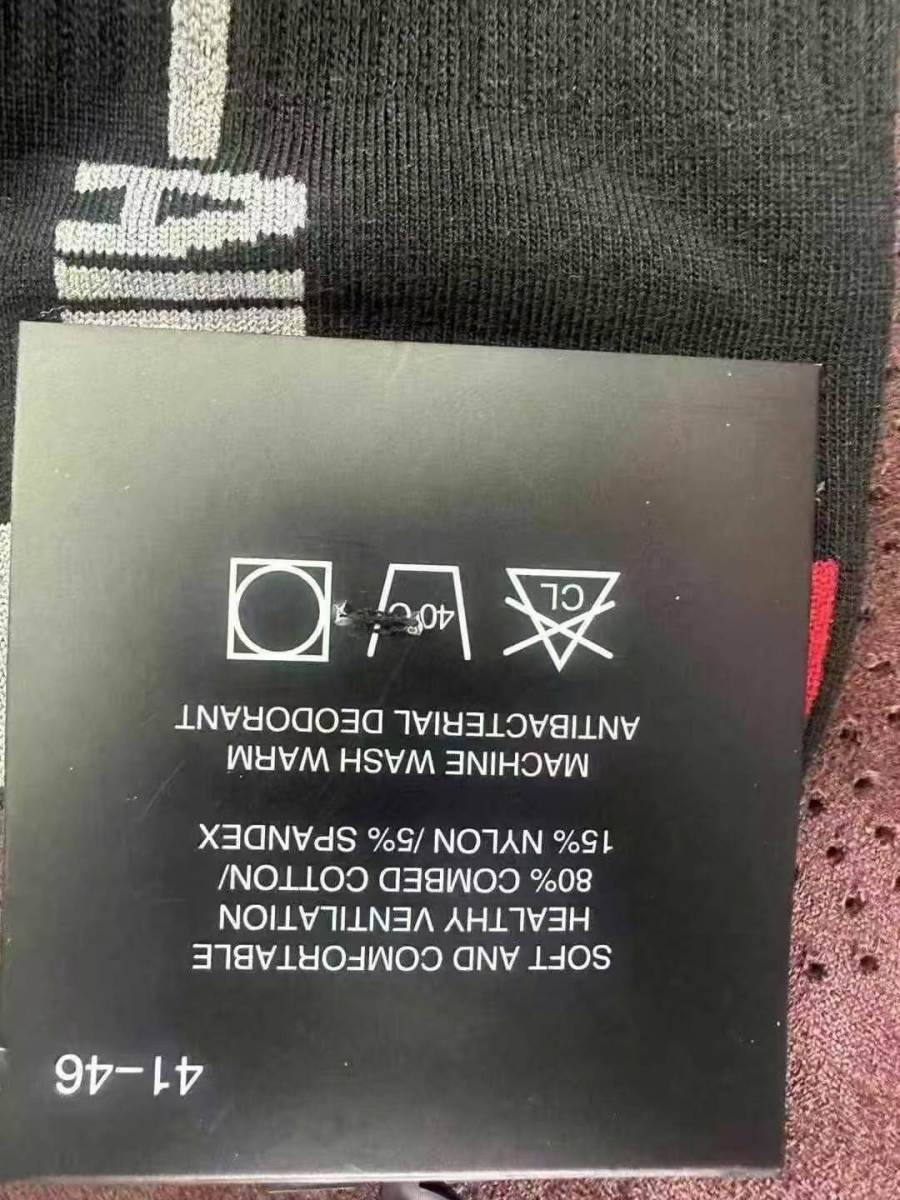 41-46
SOFT AND COMFORTABLE
HEALTHY VENTILATION
80% COMBED COTTON/
15% NYLON /5% SPANDEX
MACHINE WASH WARM
ANTIBACTERIAL DEODORANT
CL 40°C